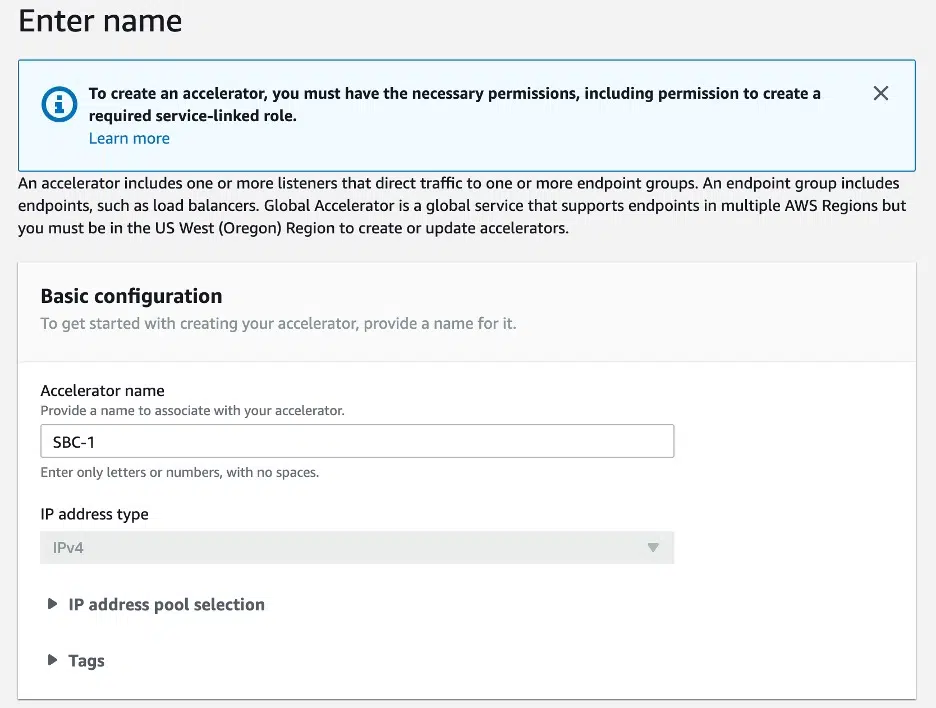 Enter name
To create an accelerator, you must have the necessary permissions, including permission to create a
required service-linked role.
Learn more
An accelerator includes one or more listeners that direct traffic to one or more endpoint groups. An endpoint group includes
endpoints, such as load balancers. Global Accelerator is a global service that supports endpoints in multiple AWS Regions but
you must be in the US West (Oregon) Region to create or update accelerators.
Basic configuration
To get started with creating your accelerator, provide a name for it.
Accelerator name
Provide a name to associate with your accelerator.
SBC-1
Enter only letters or numbers, with no spaces.
IP address type
IPv4
IP address pool selection
Tags